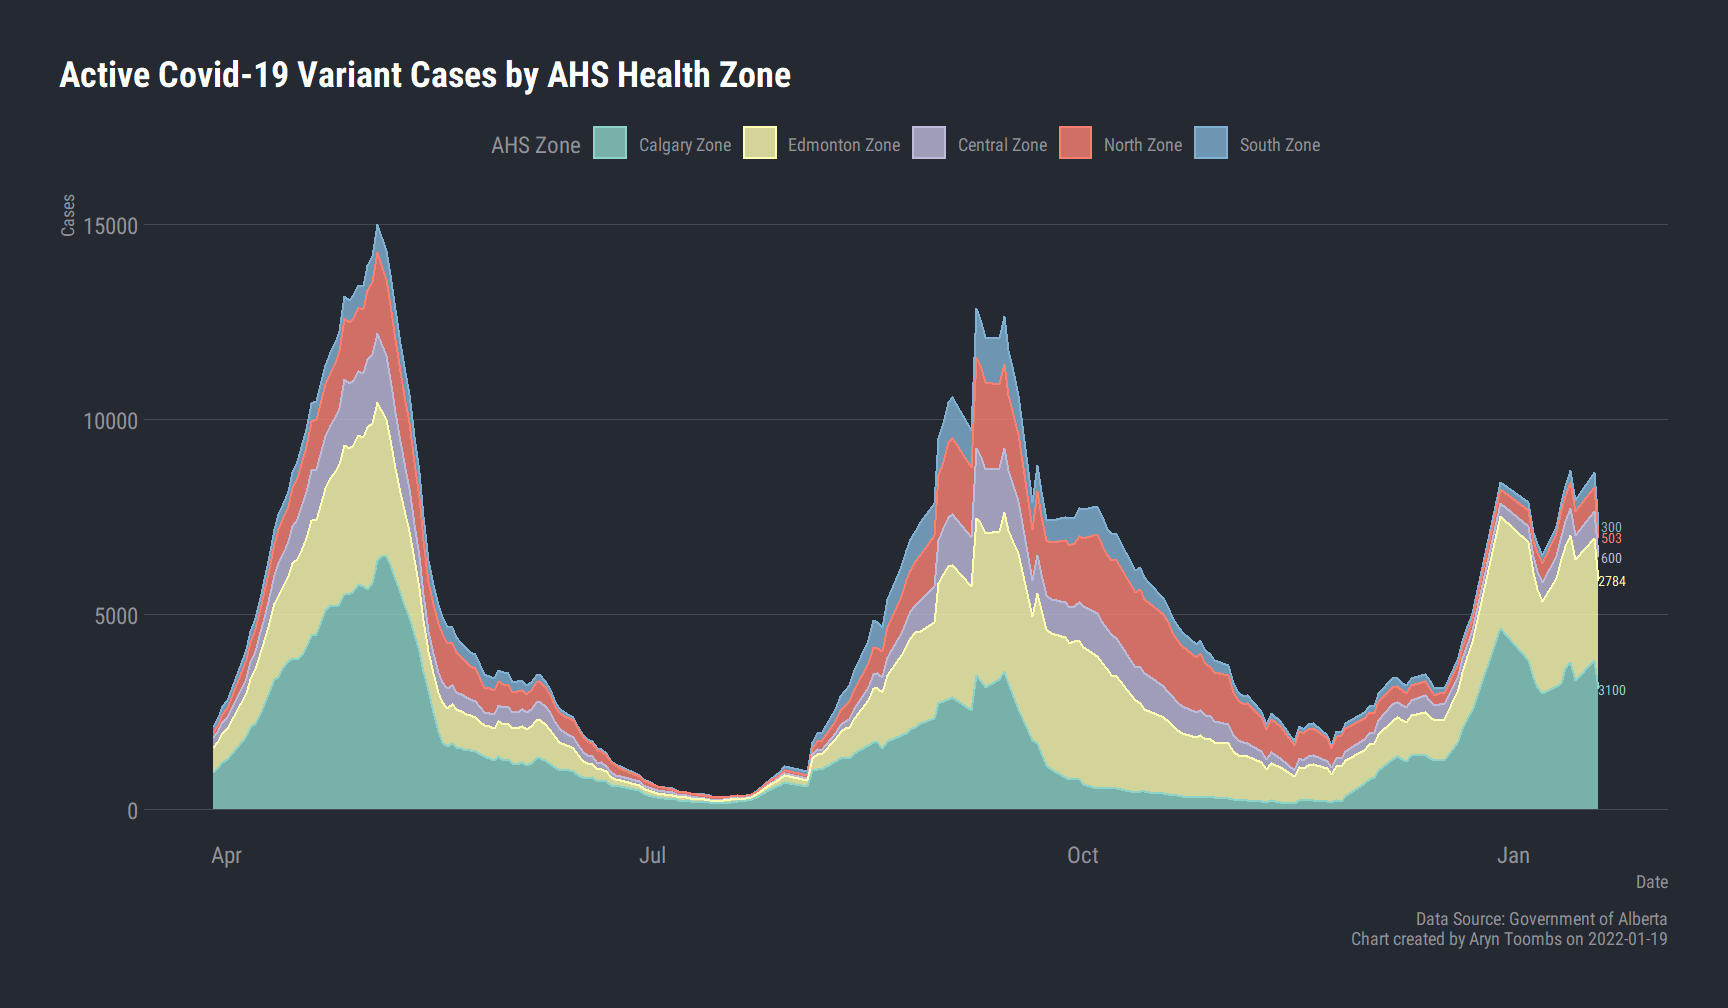 Active Covid-19 Variant Cases by AHS Health Zone
AHS Zone Calgary Zone Edmonton Zone Central Zone North Zone South Zone
Cases
15000
10000
5000
0
300
503
600
2784
3100
Apr Jul Oct Jan
Date
Data Source: Government of Alberta
Chart created by Aryn Toombs on 2022-01-19